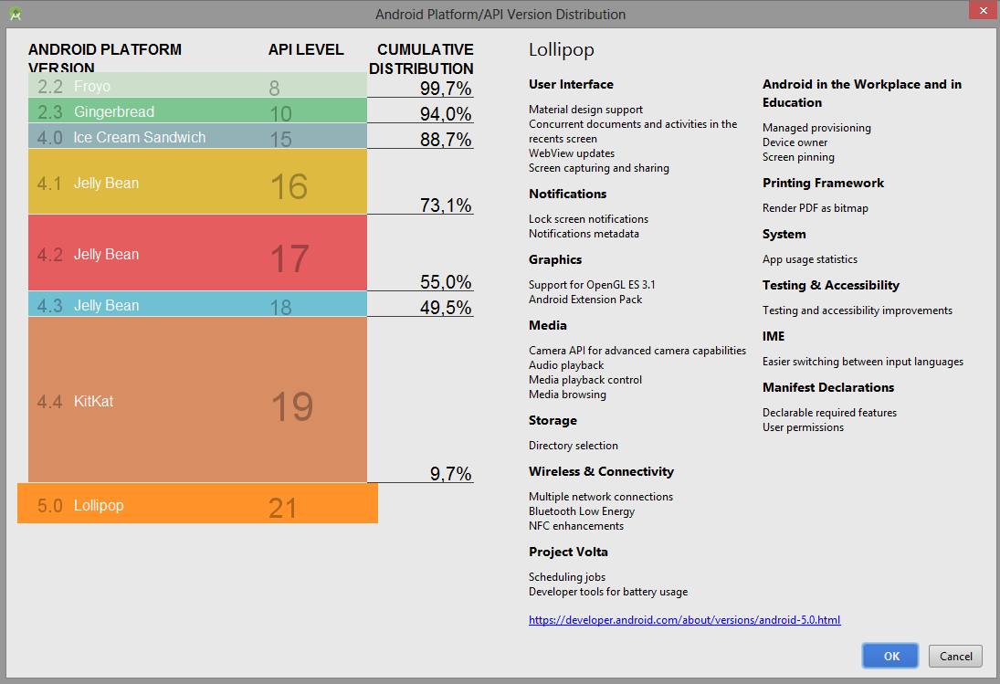 Android Platform/API Version Distribution
ANDROID PLATFORM
VERSION
API LEVEL
CUMULATIVE
DISTRIBUTION
2.2 Froyo 8 99,7%
2.3 Gingerbread 10 94,0%
4.0 Ice Cream Sandwich 15 88,7%
4.1 Jelly Bean 16 73,1%
4.2 Jelly Bean 17 55,0%
4.3 Jelly Bean 18 49,5%
4.4 KitKat 19 9,7%
5.0 Lollipop 21
Lollipop
User Interface
Material design support
Concurrent documents and activities in the
recents screen
WebView updates
Screen capturing and sharing
Notifications
Lock screen notifications
Notifications metadata
Graphics
Support for OpenGL ES 3.1
Android Extension Pack
Media
Camera API for advanced camera capabilities
Audio playback
Media playback control
Media browsing
Storage
Directory selection
Wireless & Connectivity
Multiple network connections
Bluetooth Low Energy
NFC enhancements
Project Volta
Scheduling jobs
Developer tools for battery usage
Android in the Workplace and in
Education
Managed provisioning
Device owner
Screen pinning
Printing Framework
Render PDF as bitmap
System
App usage statistics
Testing & Accessibility
Testing and accessibility improvements
IME
Easier switching between input languages
Manifest Declarations
Declarable required features
User permissions
https://developer.android.com/about/versions/android-5.0.html
OK
Cancel